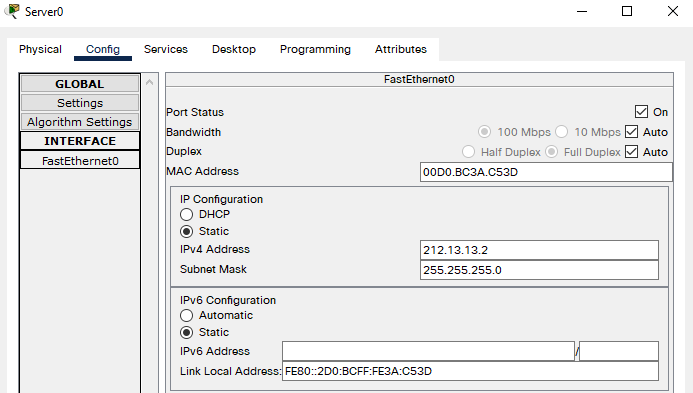 Server0
Physical Config Services Desktop Programming Attributes
GLOBAL
Settings
Algorithm Settings
INTERFACE
FastEthernet0
FastEthernet0
Port Status On
Bandwidth 100 Mbps 10 Mbps Auto
Duplex Half Duplex Full Duplex Auto
MAC Address 00D0.BC3A.C53D
IP Configuration
DHCP
Static
IPv4 Address 212.13.13.2
Subnet Mask 255.255.255.0
IPv6 Configuration
Automatic
Static
IPv6 Address /
Link Local Address: FE80::2D0:BCFF:FE3A:C53D